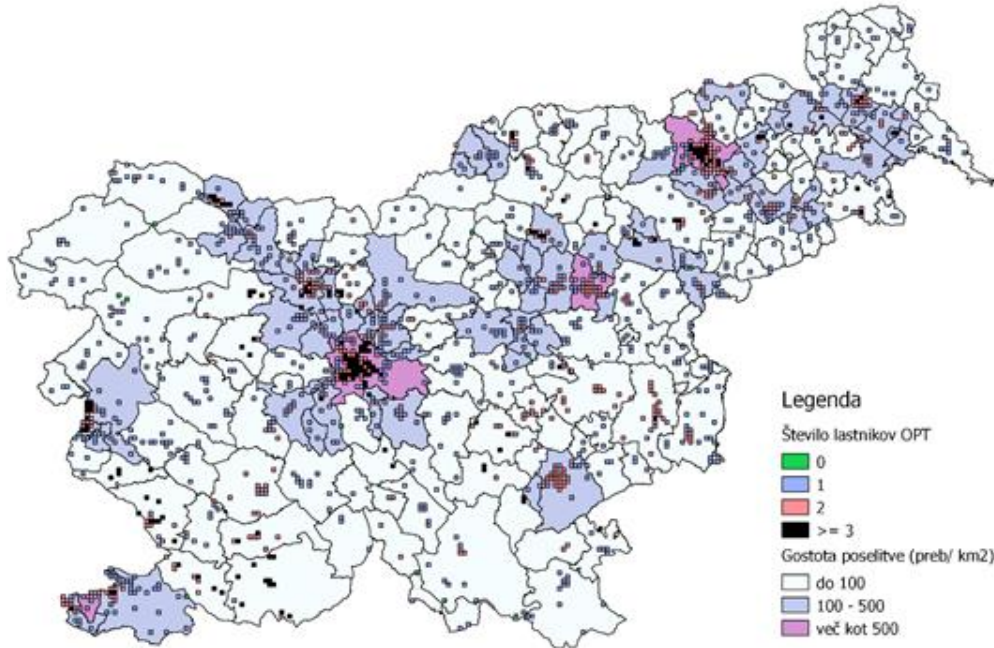 Legenda
Število lastnikov OPT
0
1
2
>= 3
Gostota poselitve (preb/ km2)
do 100
100 - 500
več kot 500